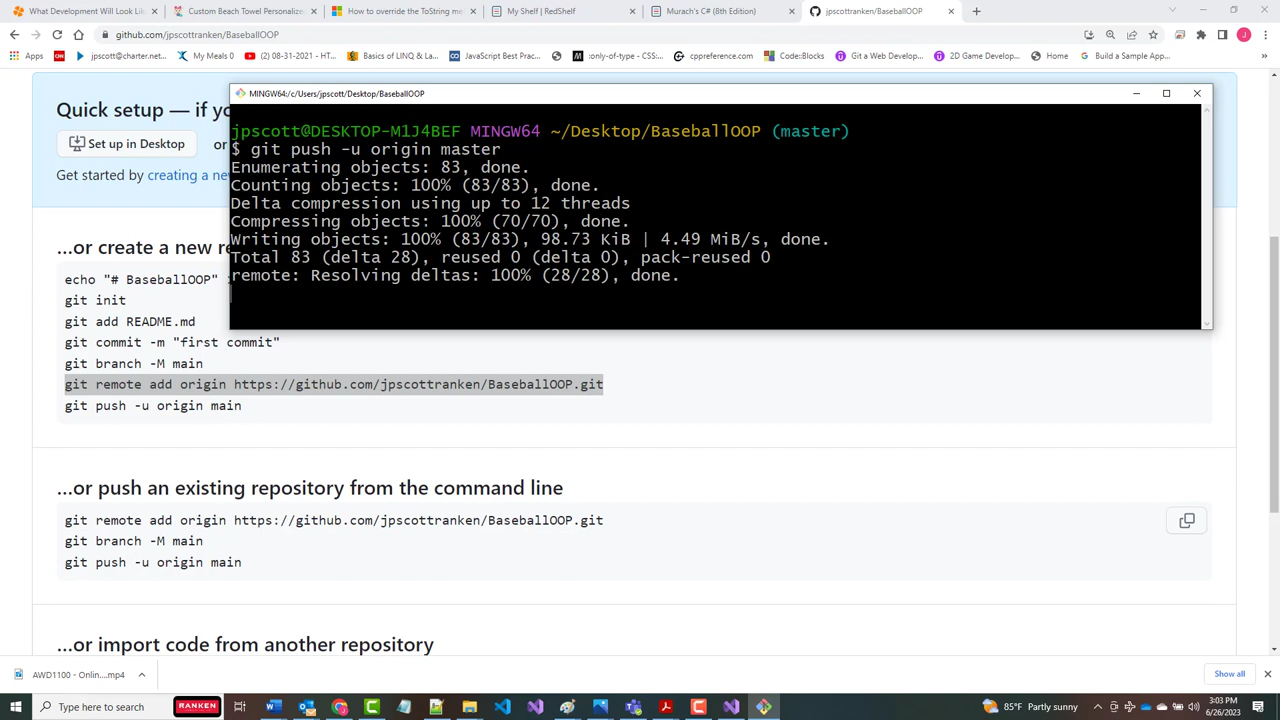 What Development Will Look Lik
Custom Beach Towel Personalize
How to override the ToString me
My Shelf | RedShelf
Murach's C# (8th Edition)
jpscottranken/BaseballOOP
github.com/jpscottranken/BaseballOOP
Apps
jpscott@charter.net...
My Meals 0
(2) (08-31-2021 - HT...
Basics of LINQ & La...
JavaScript Best Prac...
:only-of-type - CSS:...
cppreference.com
Code::Blocks
Git a Web Develop...
2D Game Develop...
Home
Build a Sample App...
Quick setup — if yo
Set up in Desktop
or
Get started by creating a ne
MINGW64:/c/Users/jpscott/Desktop/BaseballOOP
jpscott@DESKTOP-M1J4BEF MINGW64 ~/Desktop/BaseballOOP (master)
$ git push -u origin master
Enumerating objects: 83, done.
Counting objects: 100% (83/83), done.
Delta compression using up to 12 threads
Compressing objects: 100% (70/70), done.
Writing objects: 100% (83/83), 98.73 KiB | 4.49 MiB/s, done.
Total 83 (delta 28), reused 0 (delta 0), pack-reused 0
remote: Resolving deltas: 100% (28/28), done.
...or create a new re
echo "# BaseballOOP"
git init
git add README.md
git commit -m "first commit"
git branch -M main
git remote add origin https://github.com/jpscottranken/BaseballOOP.git
git push -u origin main
...or push an existing repository from the command line
git remote add origin https://github.com/jpscottranken/BaseballOOP.git
git branch -M main
git push -u origin main
...or import code from another repository
AWD1100 - Onlin....mp4
Show all
Type here to search
RANKEN
85°F Partly sunny
3:03 PM
6/26/2023